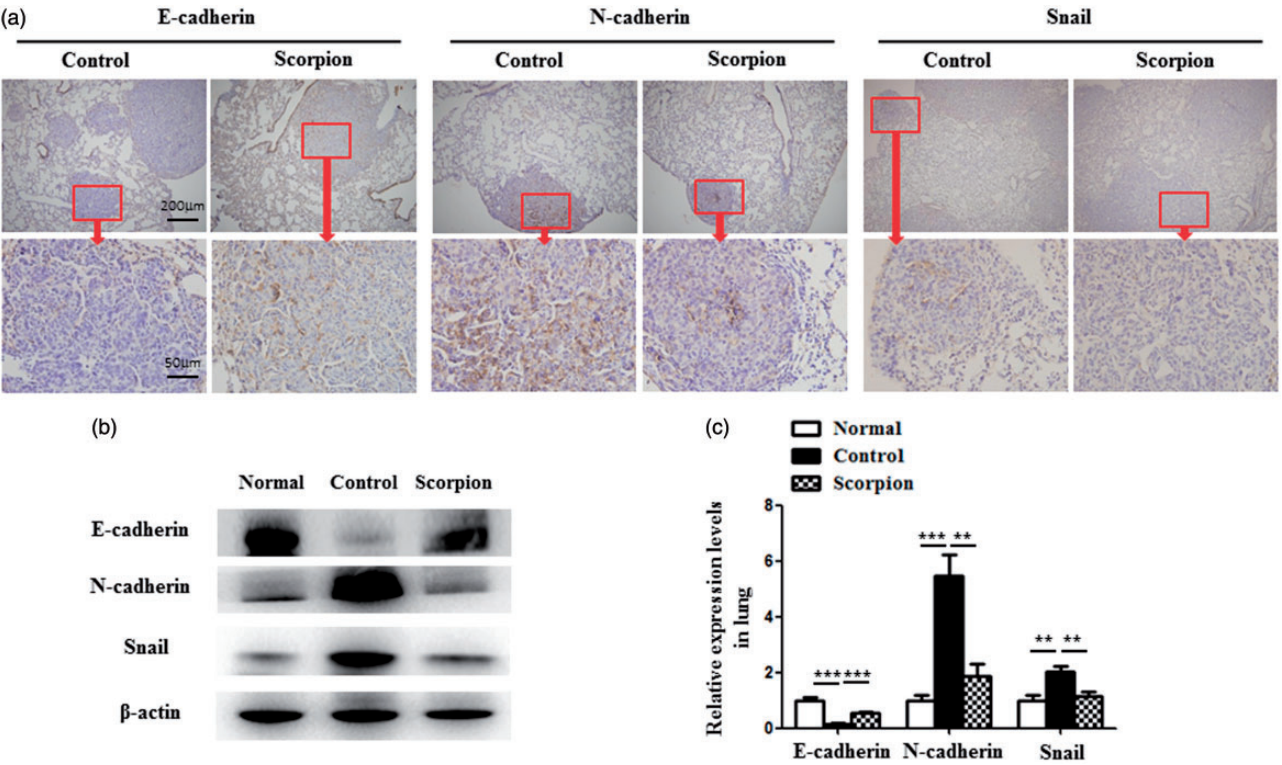 (a)
E-cadherin
N-cadherin
Snail
Control
Scorpion
Control
Scorpion
Control
Scorpion
200μm
50μm
(b)
Normal Control Scorpion
E-cadherin
N-cadherin
Snail
β-actin
(c)
Normal
Control
Scorpion
Relative expression levels
in lung
8
6
4
2
0
*** ***
*** **
** **
E-cadherin N-cadherin Snail